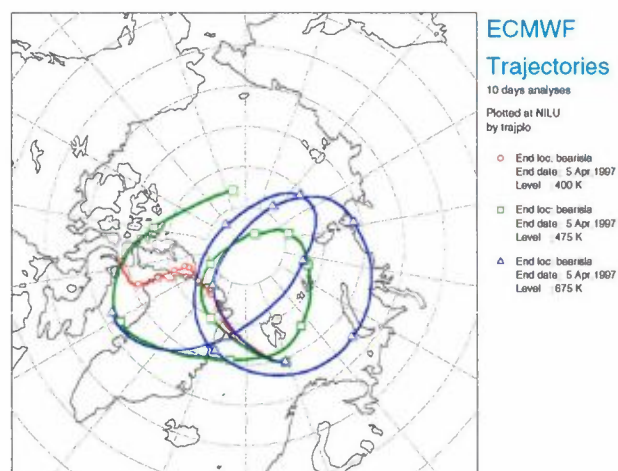 ECMWF
Trajectories
10 days analyses
Plotted at NILU
by trajplo
End loc: bearisla
End date: 5 Apr 1997
Level 400 K
End loc: bearisla
End date: 5 Apr 1997
Level 475 K
End loc: bearisla
End date: 5 Apr 1997
Level 675 K